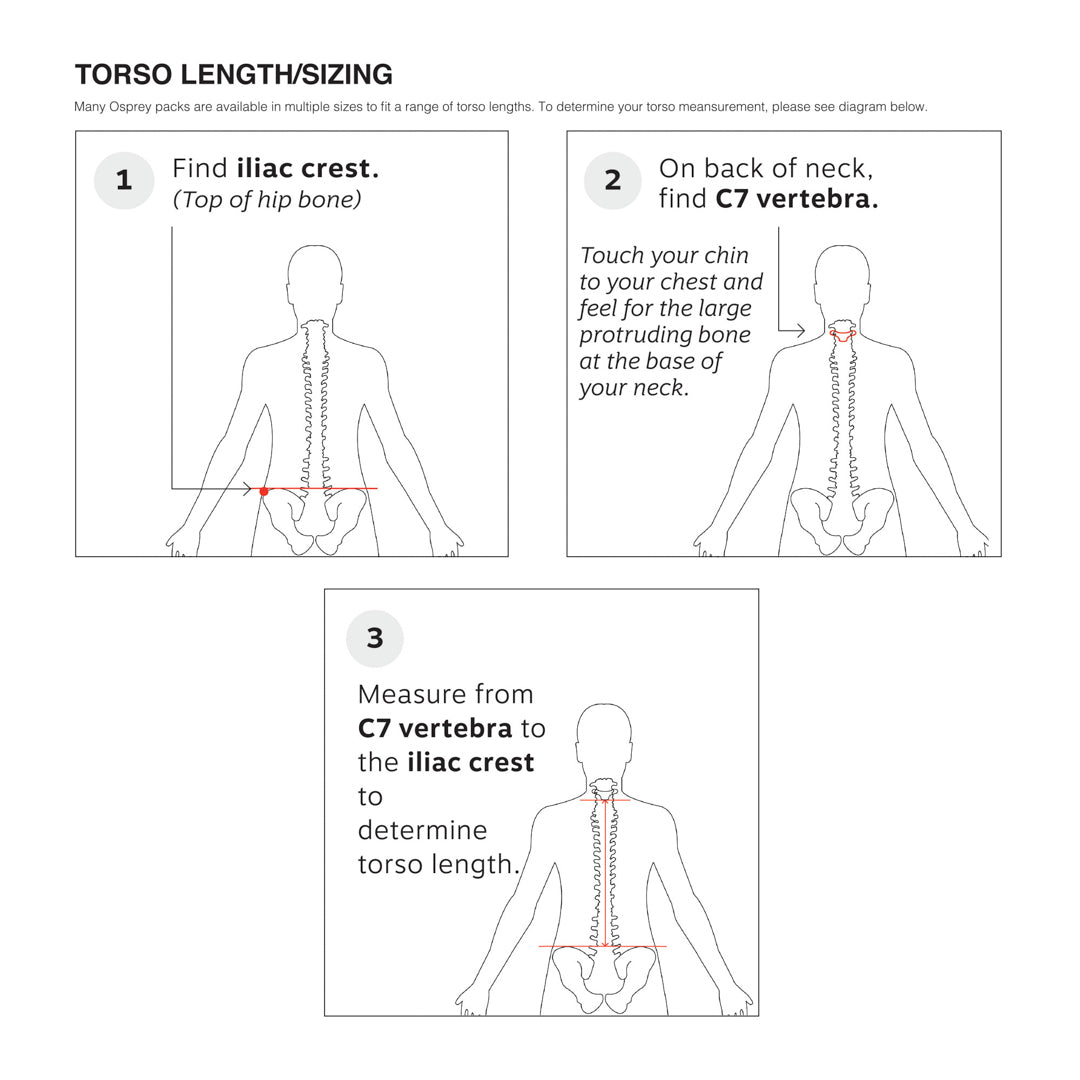 TORSO LENGTH/SIZING
Many Osprey packs are available in multiple sizes to fit a range of torso lengths. To determine your torso meansurement, please see diagram below.
1
Find iliac crest.
(Top of hip bone)
2
On back of neck,
find C7 vertebra.
Touch your chin
to your chest and
feel for the large
protruding bone
at the base of
your neck.
3
Measure from
C7 vertebra to
the iliac crest
to
determine
torso length.